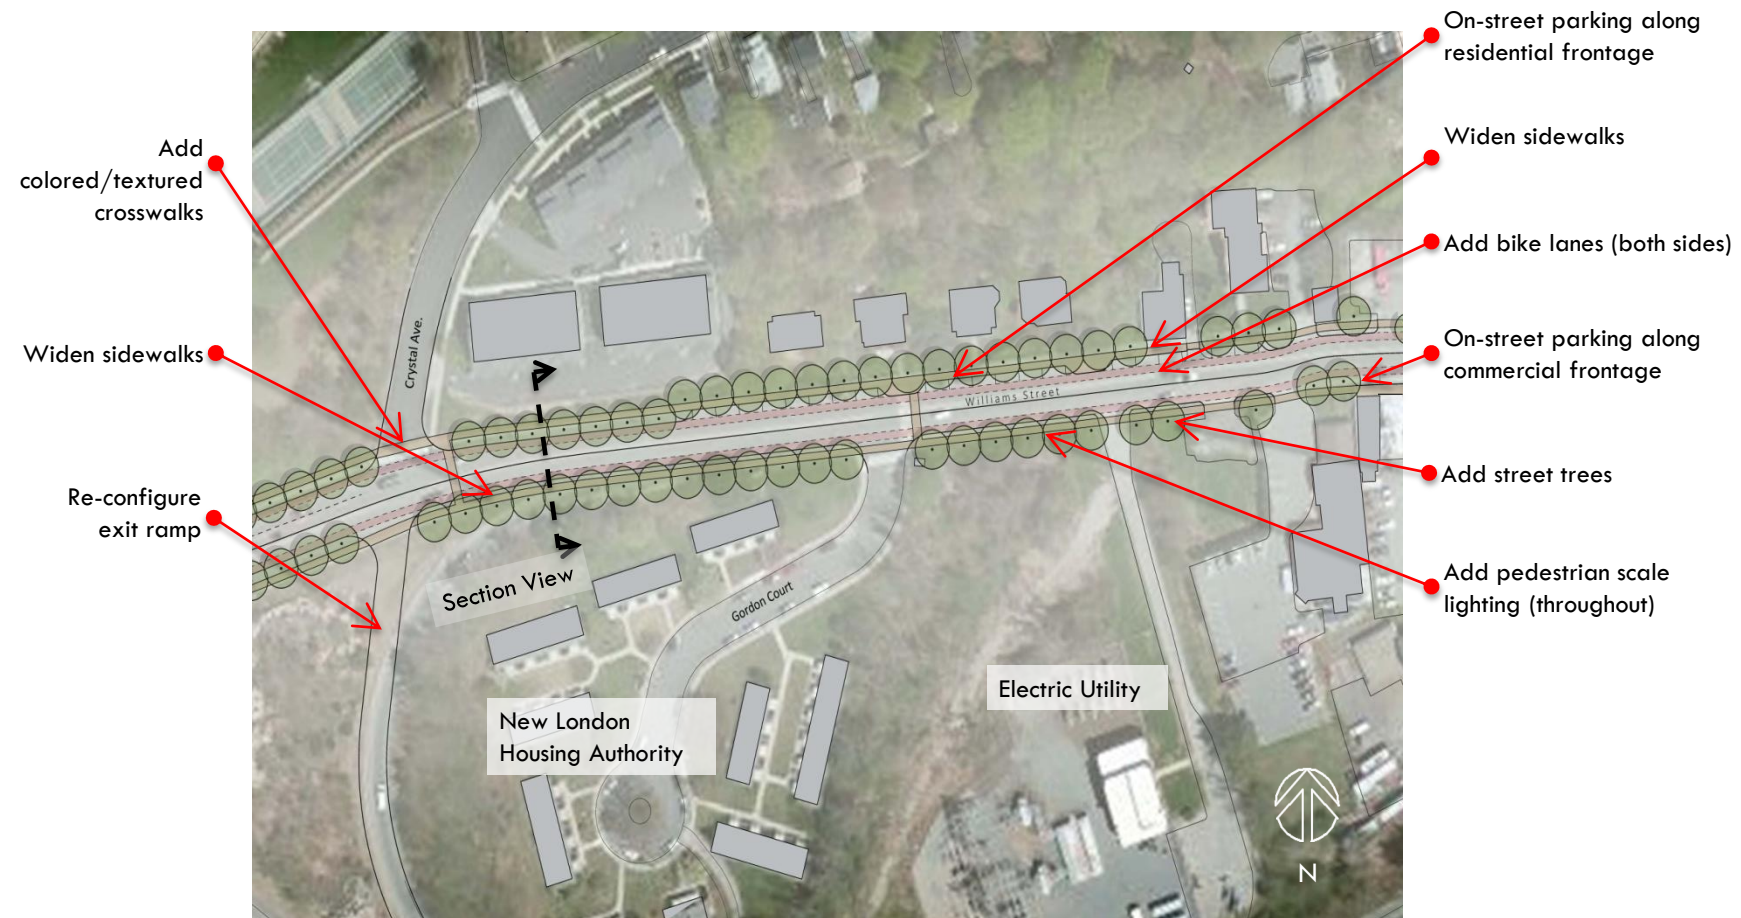 On-street parking along
residential frontage
Add
colored/textured
crosswalks
Widen sidewalks
Add bike lanes (both sides)
Crystal Ave.
Widen sidewalks
On-street parking along
commercial frontage
Williams Street
Add street trees
Re-configure
exit ramp
Section View
Gordon Court
Add pedestrian scale
lighting (throughout)
Electric Utility
New London
Housing Authority
N